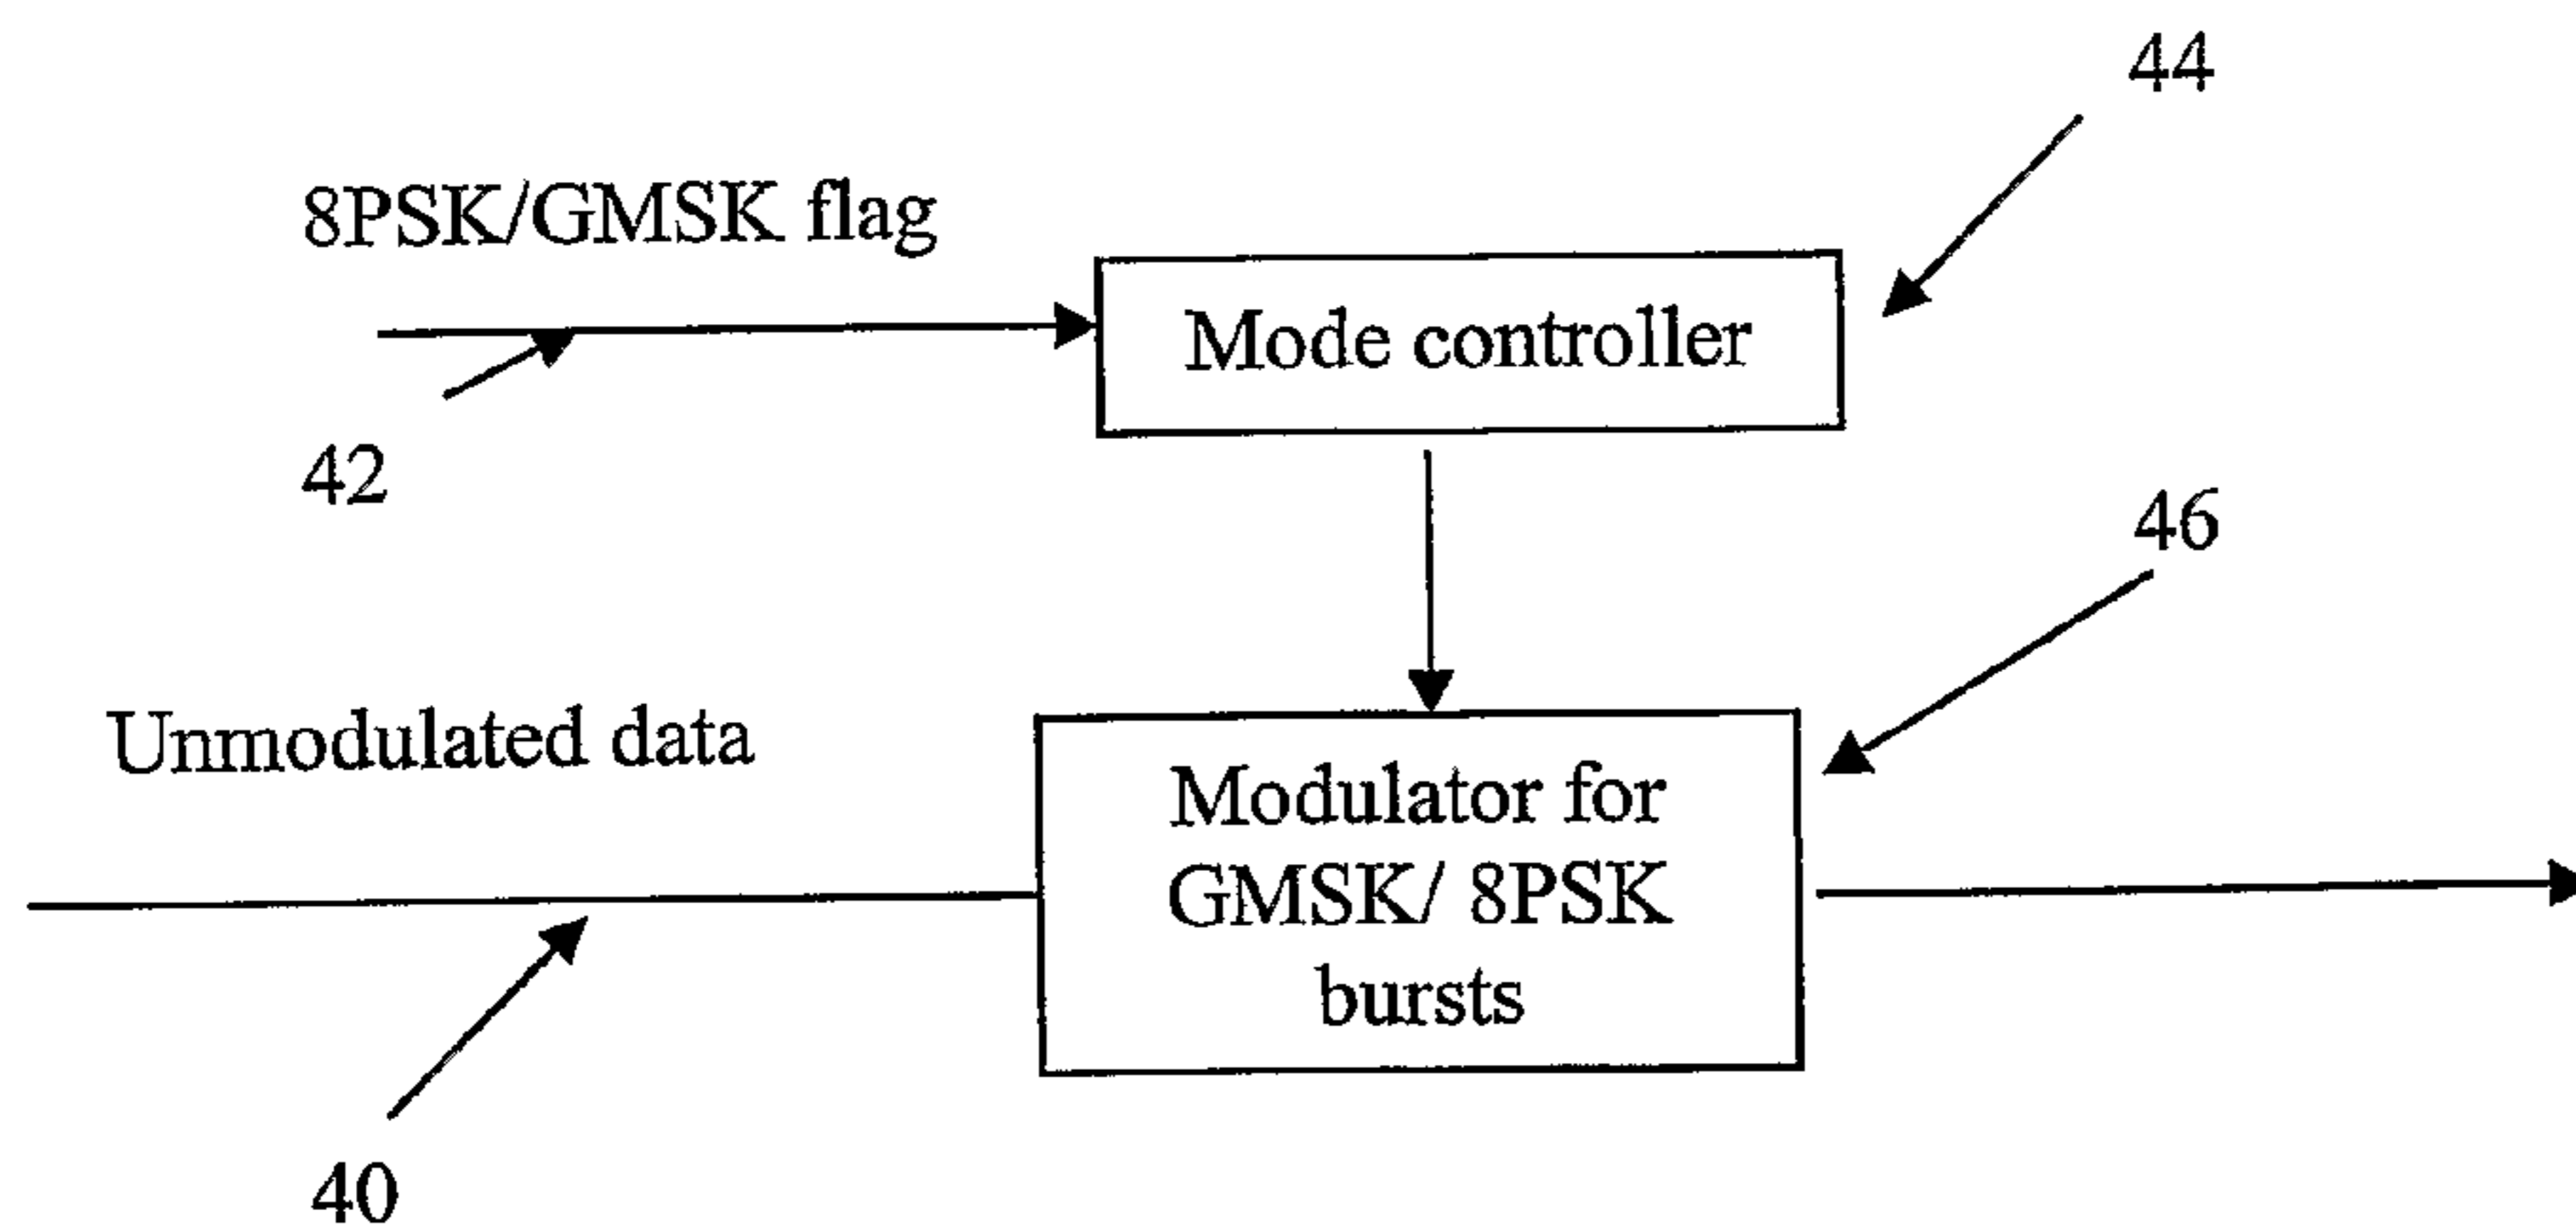 44
8PSK/GMSK flag
Mode controller
42
46
Unmodulated data
Modulator for
GMSK/ 8PSK
bursts
40